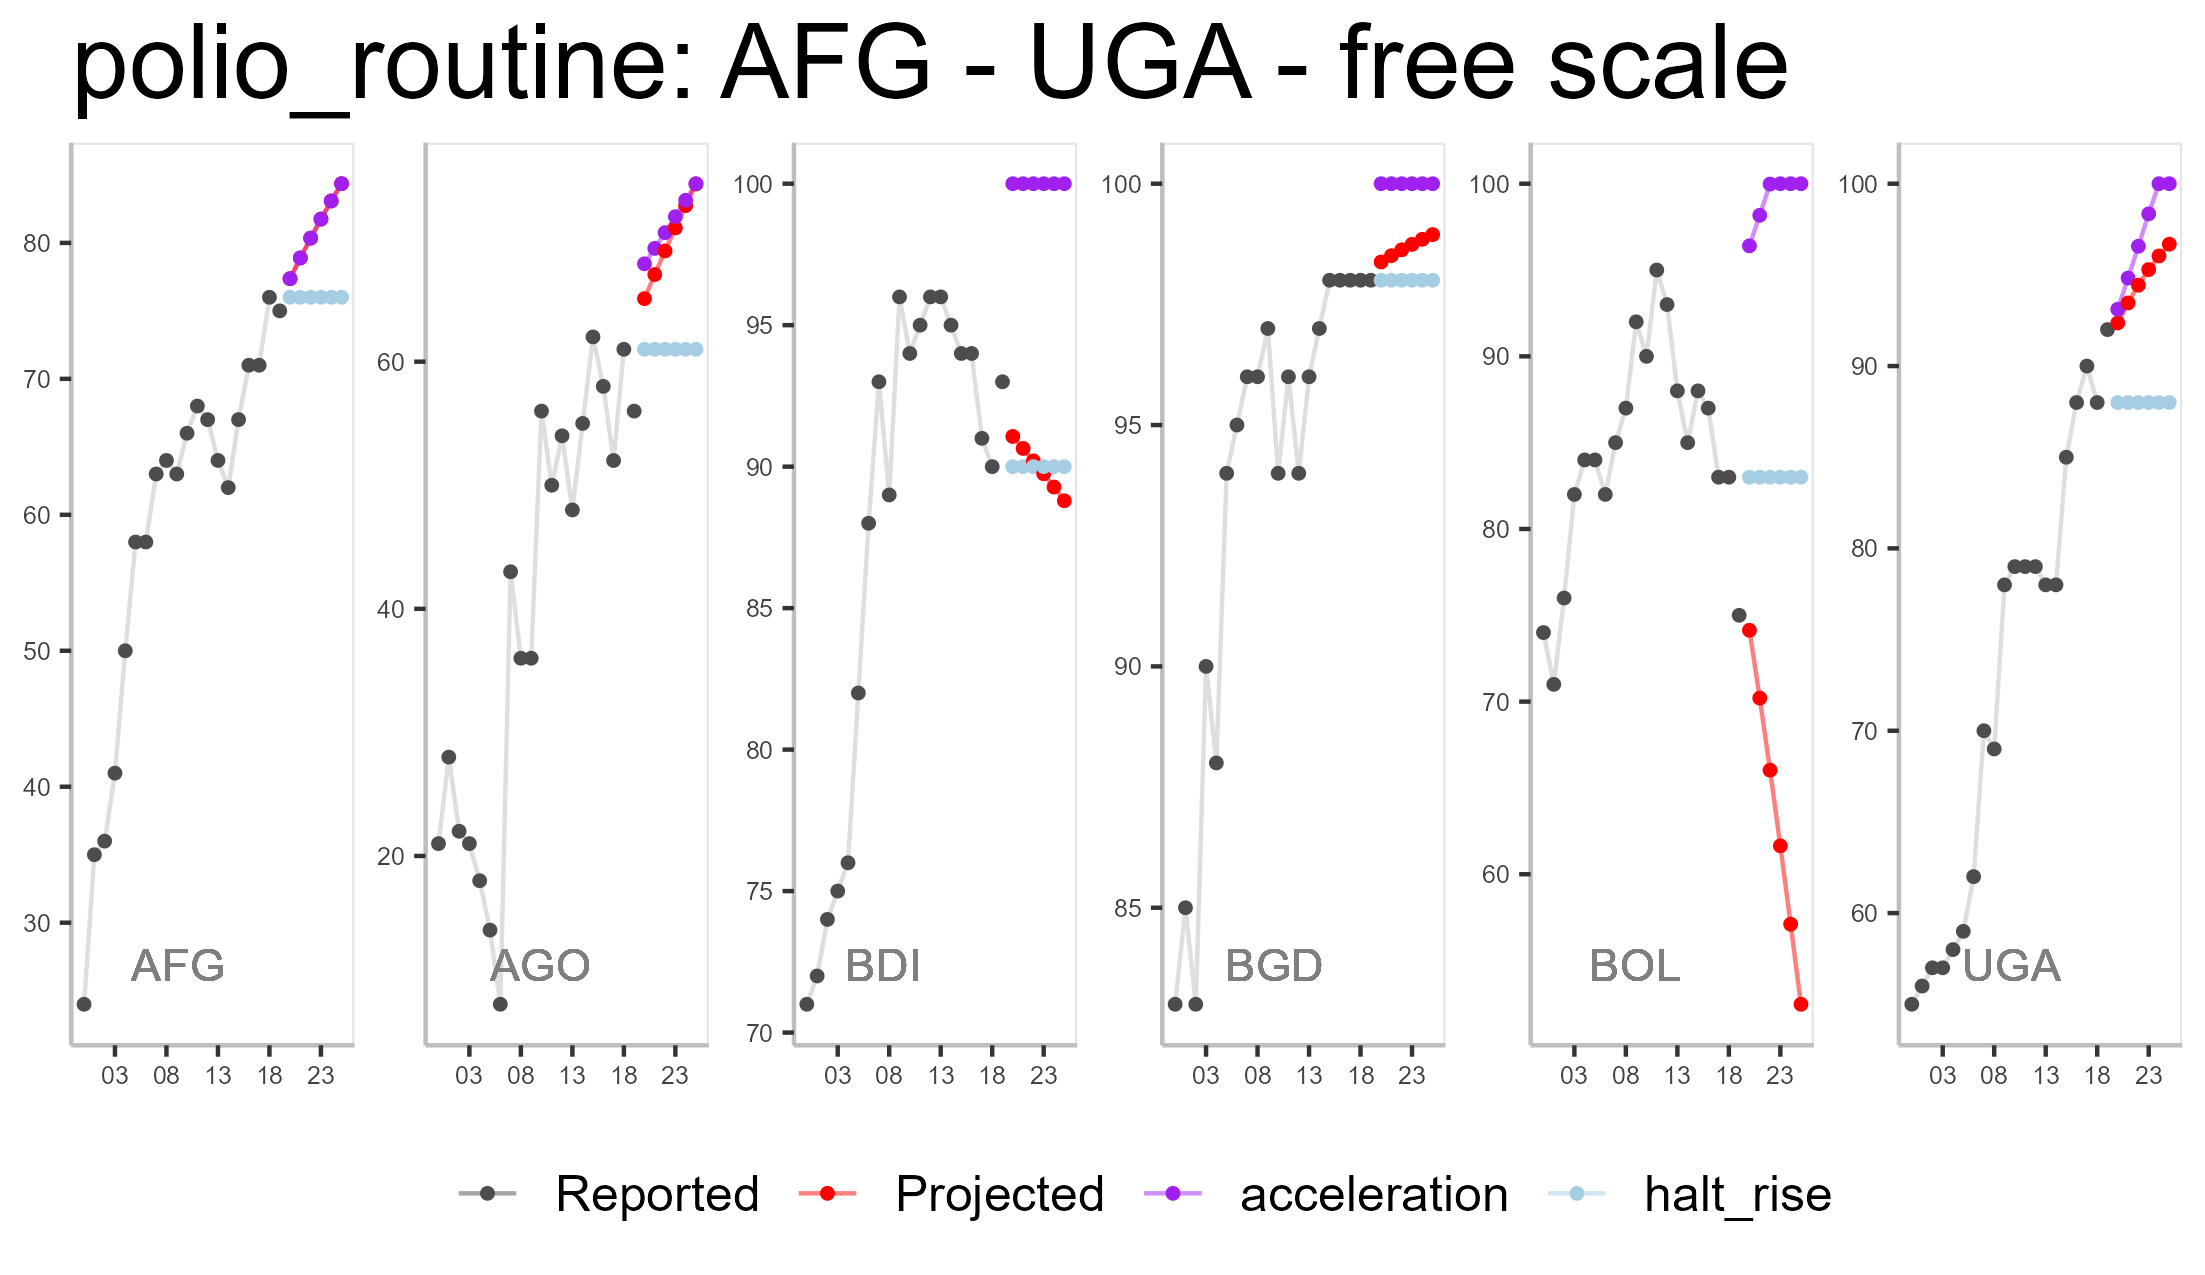 polio_routine: AFG - UGA - free scale
80
70
60
50
40
30
AFG
03 08 13 18 23
60
40
20
AGO
03 08 13 18 23
100
95
90
85
80
75
70
BDI
03 08 13 18 23
100
95
90
85
BGD
03 08 13 18 23
100
90
80
70
60
BOL
03 08 13 18 23
100
90
80
70
60
UGA
03 08 13 18 23
Reported Projected acceleration halt_rise